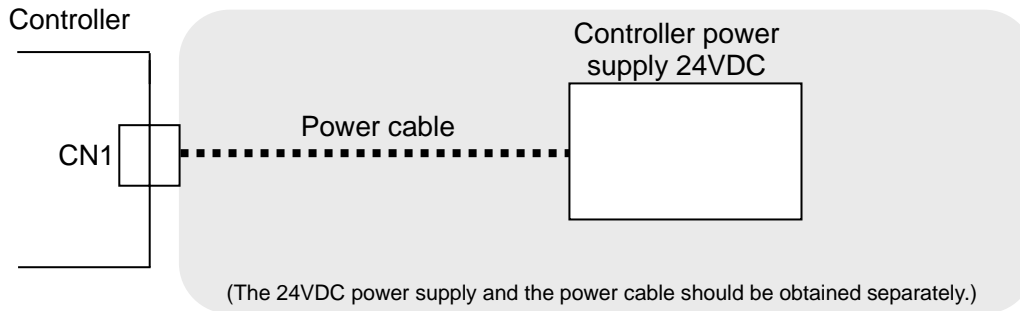 Controller
Controller power
supply 24VDC
Power cable
CN1
(The 24VDC power supply and the power cable should be obtained separately.)